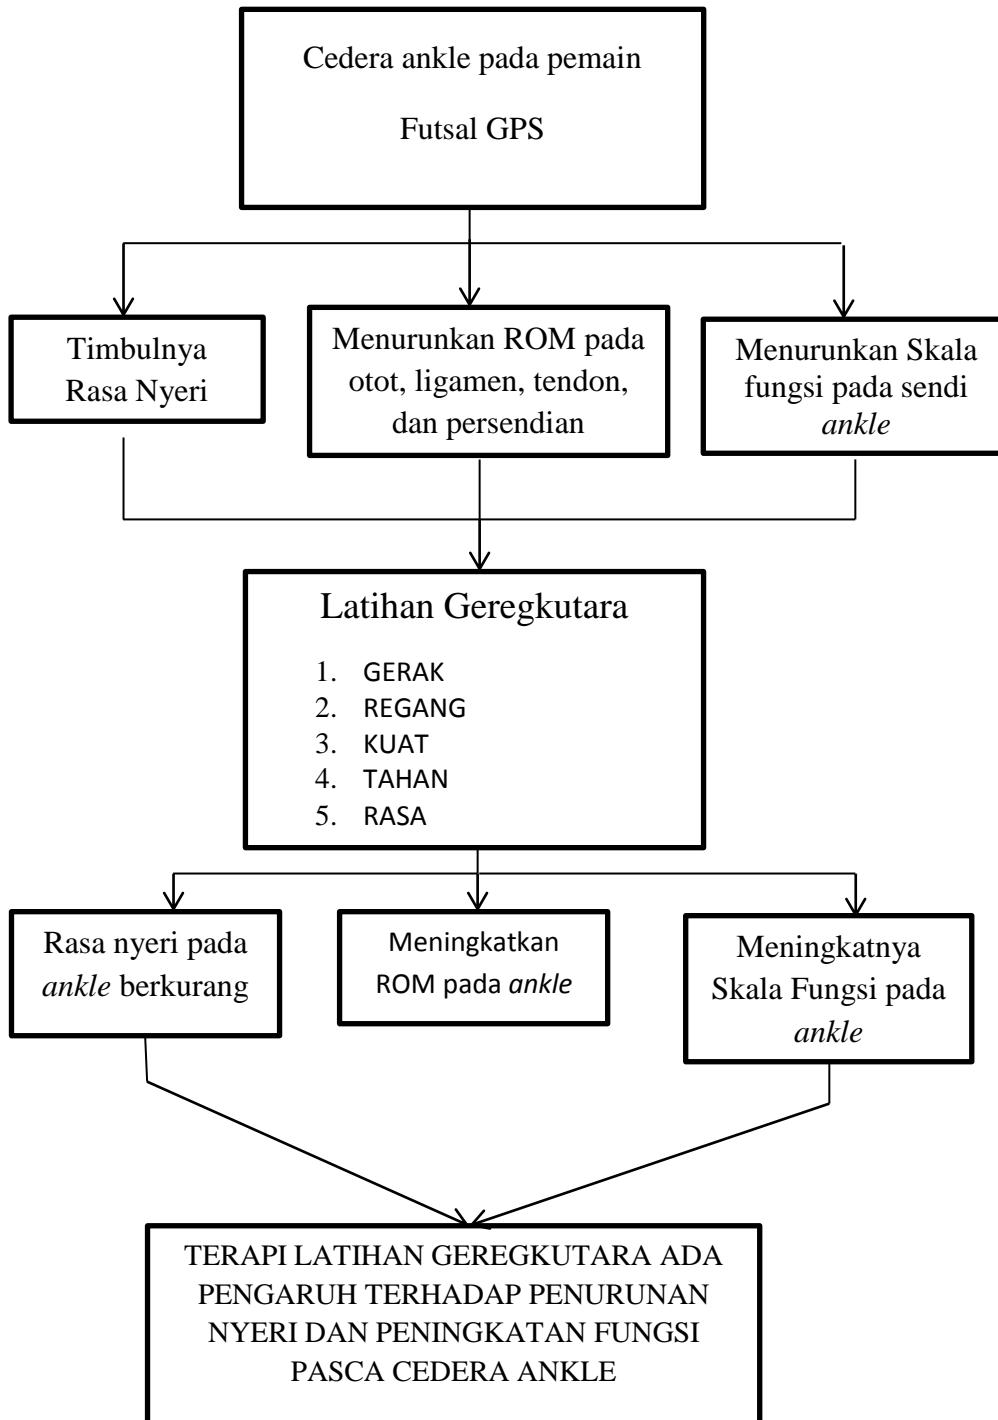 Cedera ankle pada pemain
Futsal GPS
Timbulnya
Rasa Nyeri
Menurunkan ROM pada
otot, ligamen, tendon,
dan persendian
Menurunkan Skala
fungsi pada sendi
ankle
Latihan Geregkutara
1. GERAK
2. REGANG
3. KUAT
4. TAHAN
5. RASA
Rasa nyeri pada
ankle berkurang
Meningkatkan
ROM pada ankle
Meningkatnya
Skala Fungsi pada
ankle
TERAPI LATIHAN GEREGKUTARA ADA
PENGARUH TERHADAP PENURUNAN
NYERI DAN PENINGKATAN FUNGSI
PASCA CEDERA ANKLE